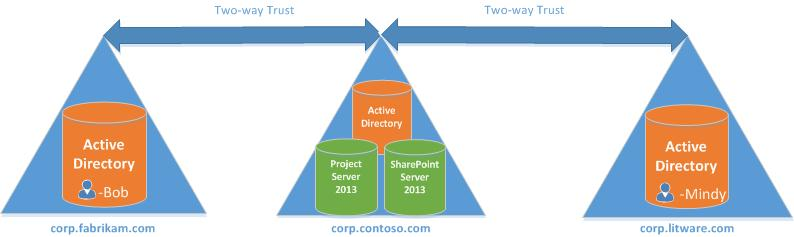 Two-way Trust
Two-way Trust
Active
Directory
-Bob
corp.fabrikam.com
Active
Directory
Project
Server
2013
SharePoint
Server
2013
corp.contoso.com
Active
Directory
-Mindy
corp.litware.com